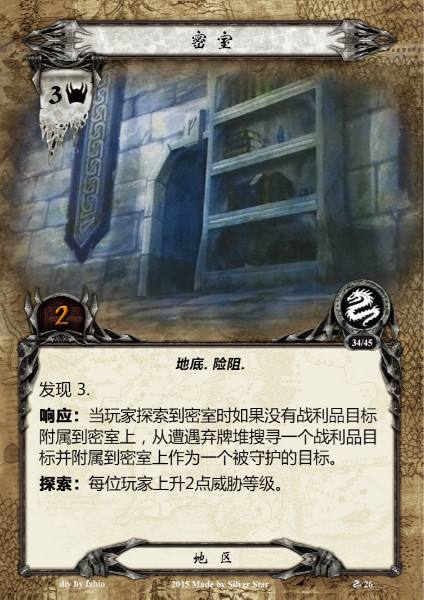 密室
3
ᚠ
2
34/45
地底. 险阻.
发现 3.
响应：当玩家探索到密室时如果没有战利品目标
附属到密室上，从遭遇弃牌堆搜寻一个战利品目
标并附属到密室上作为一个被守护的目标。
探索：每位玩家上升2点威胁等级。
地区
diy by fabio 2015 Made by Silver Star 26